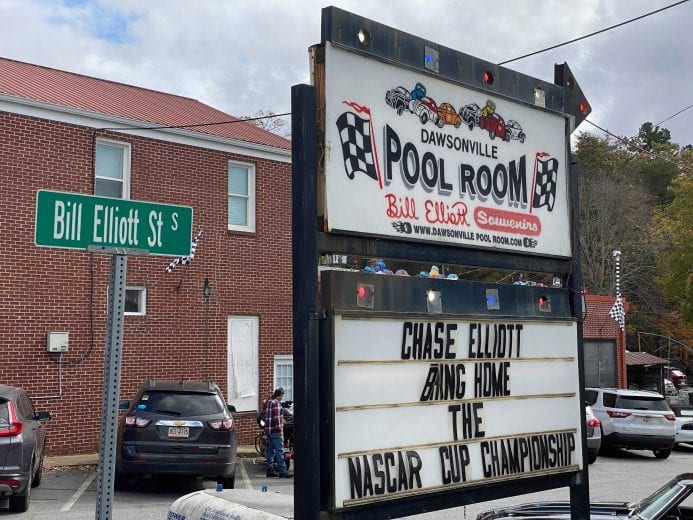 Bill Elliott St S
DAWSONVILLE
POOL ROOM
Bill Elliott Souvenirs
WWW.DAWSONVILLE POOL ROOM.COM
CHASE ELLIOTT
BANG HOME
THE
NASCAR CUP CHAMPIONSHIP